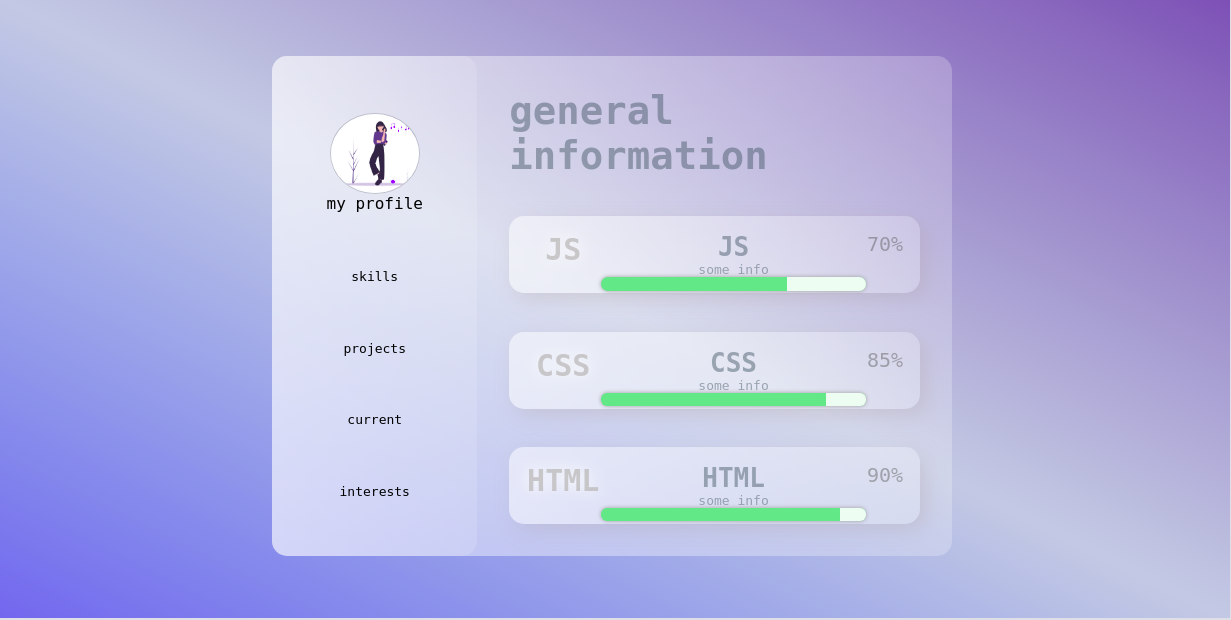 my profile
skills
projects
current
interests
general
information
JS
JS
some info
70%
CSS
CSS
some info
85%
HTML
HTML
some info
90%